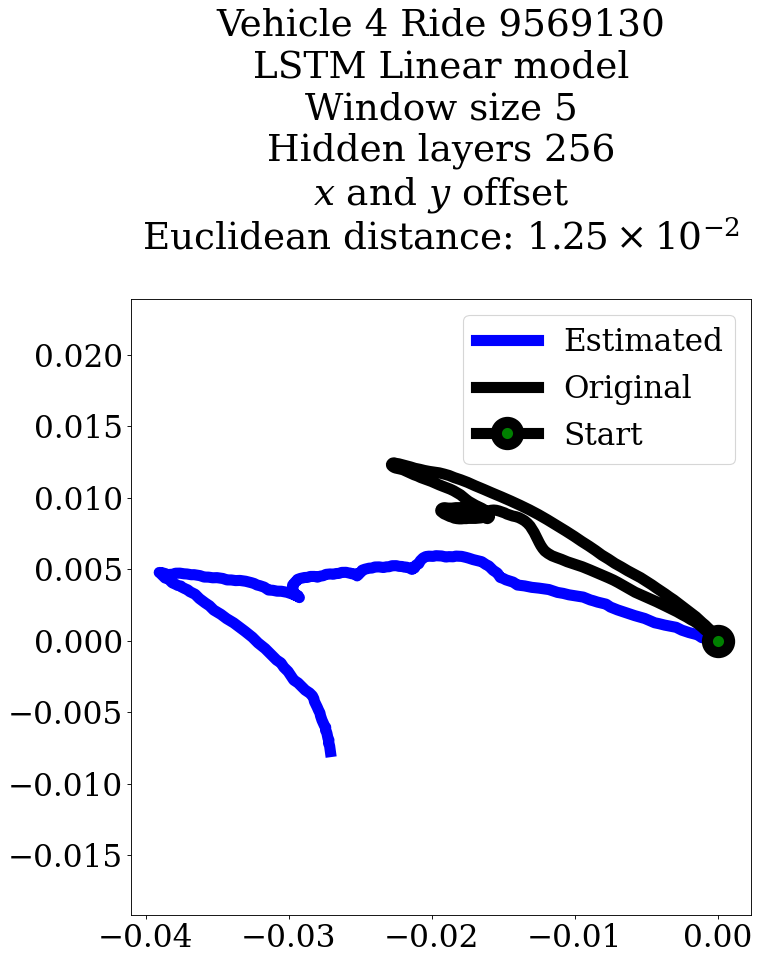 Vehicle 4 Ride 9569130
LSTM Linear model
Window size 5
Hidden layers 256
x and y offset
Euclidean distance: 1.25 × 10⁻²
Estimated
Original
Start
0.020
0.015
0.010
0.005
0.000
−0.005
−0.010
−0.015
−0.04 −0.03 −0.02 −0.01 0.00